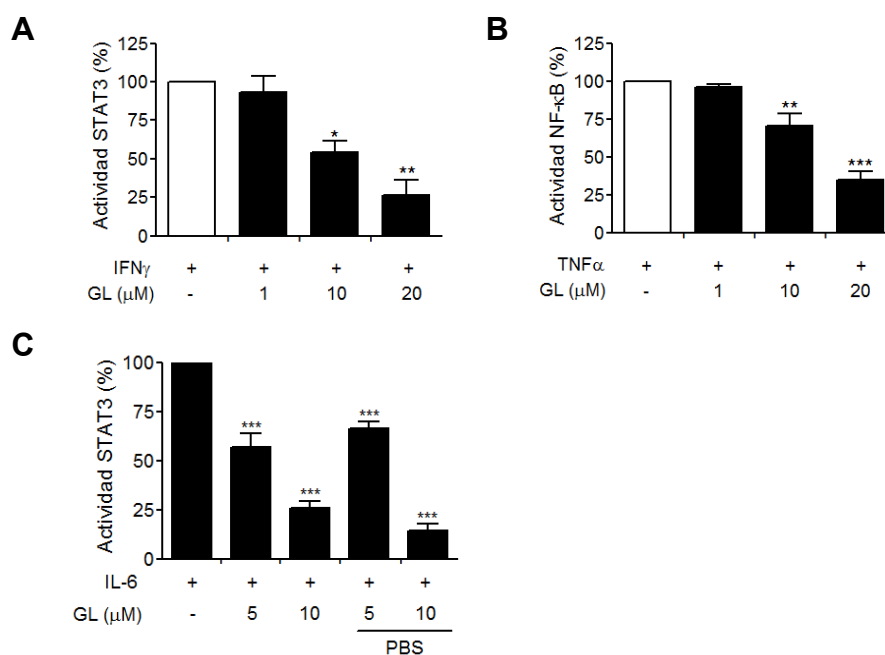 A
Actividad STAT3 (%)
125
100
75
50
25
0
*
**
IFNγ + + + +
GL (μM) - 1 10 20
B
Actividad NF-κB (%)
125
100
75
50
25
0
**
***
TNFα + + + +
GL (μM) - 1 10 20
C
Actividad STAT3 (%)
100
75
50
25
0
***
***
***
***
IL-6 + + + + +
GL (μM) - 5 10 5 10
PBS